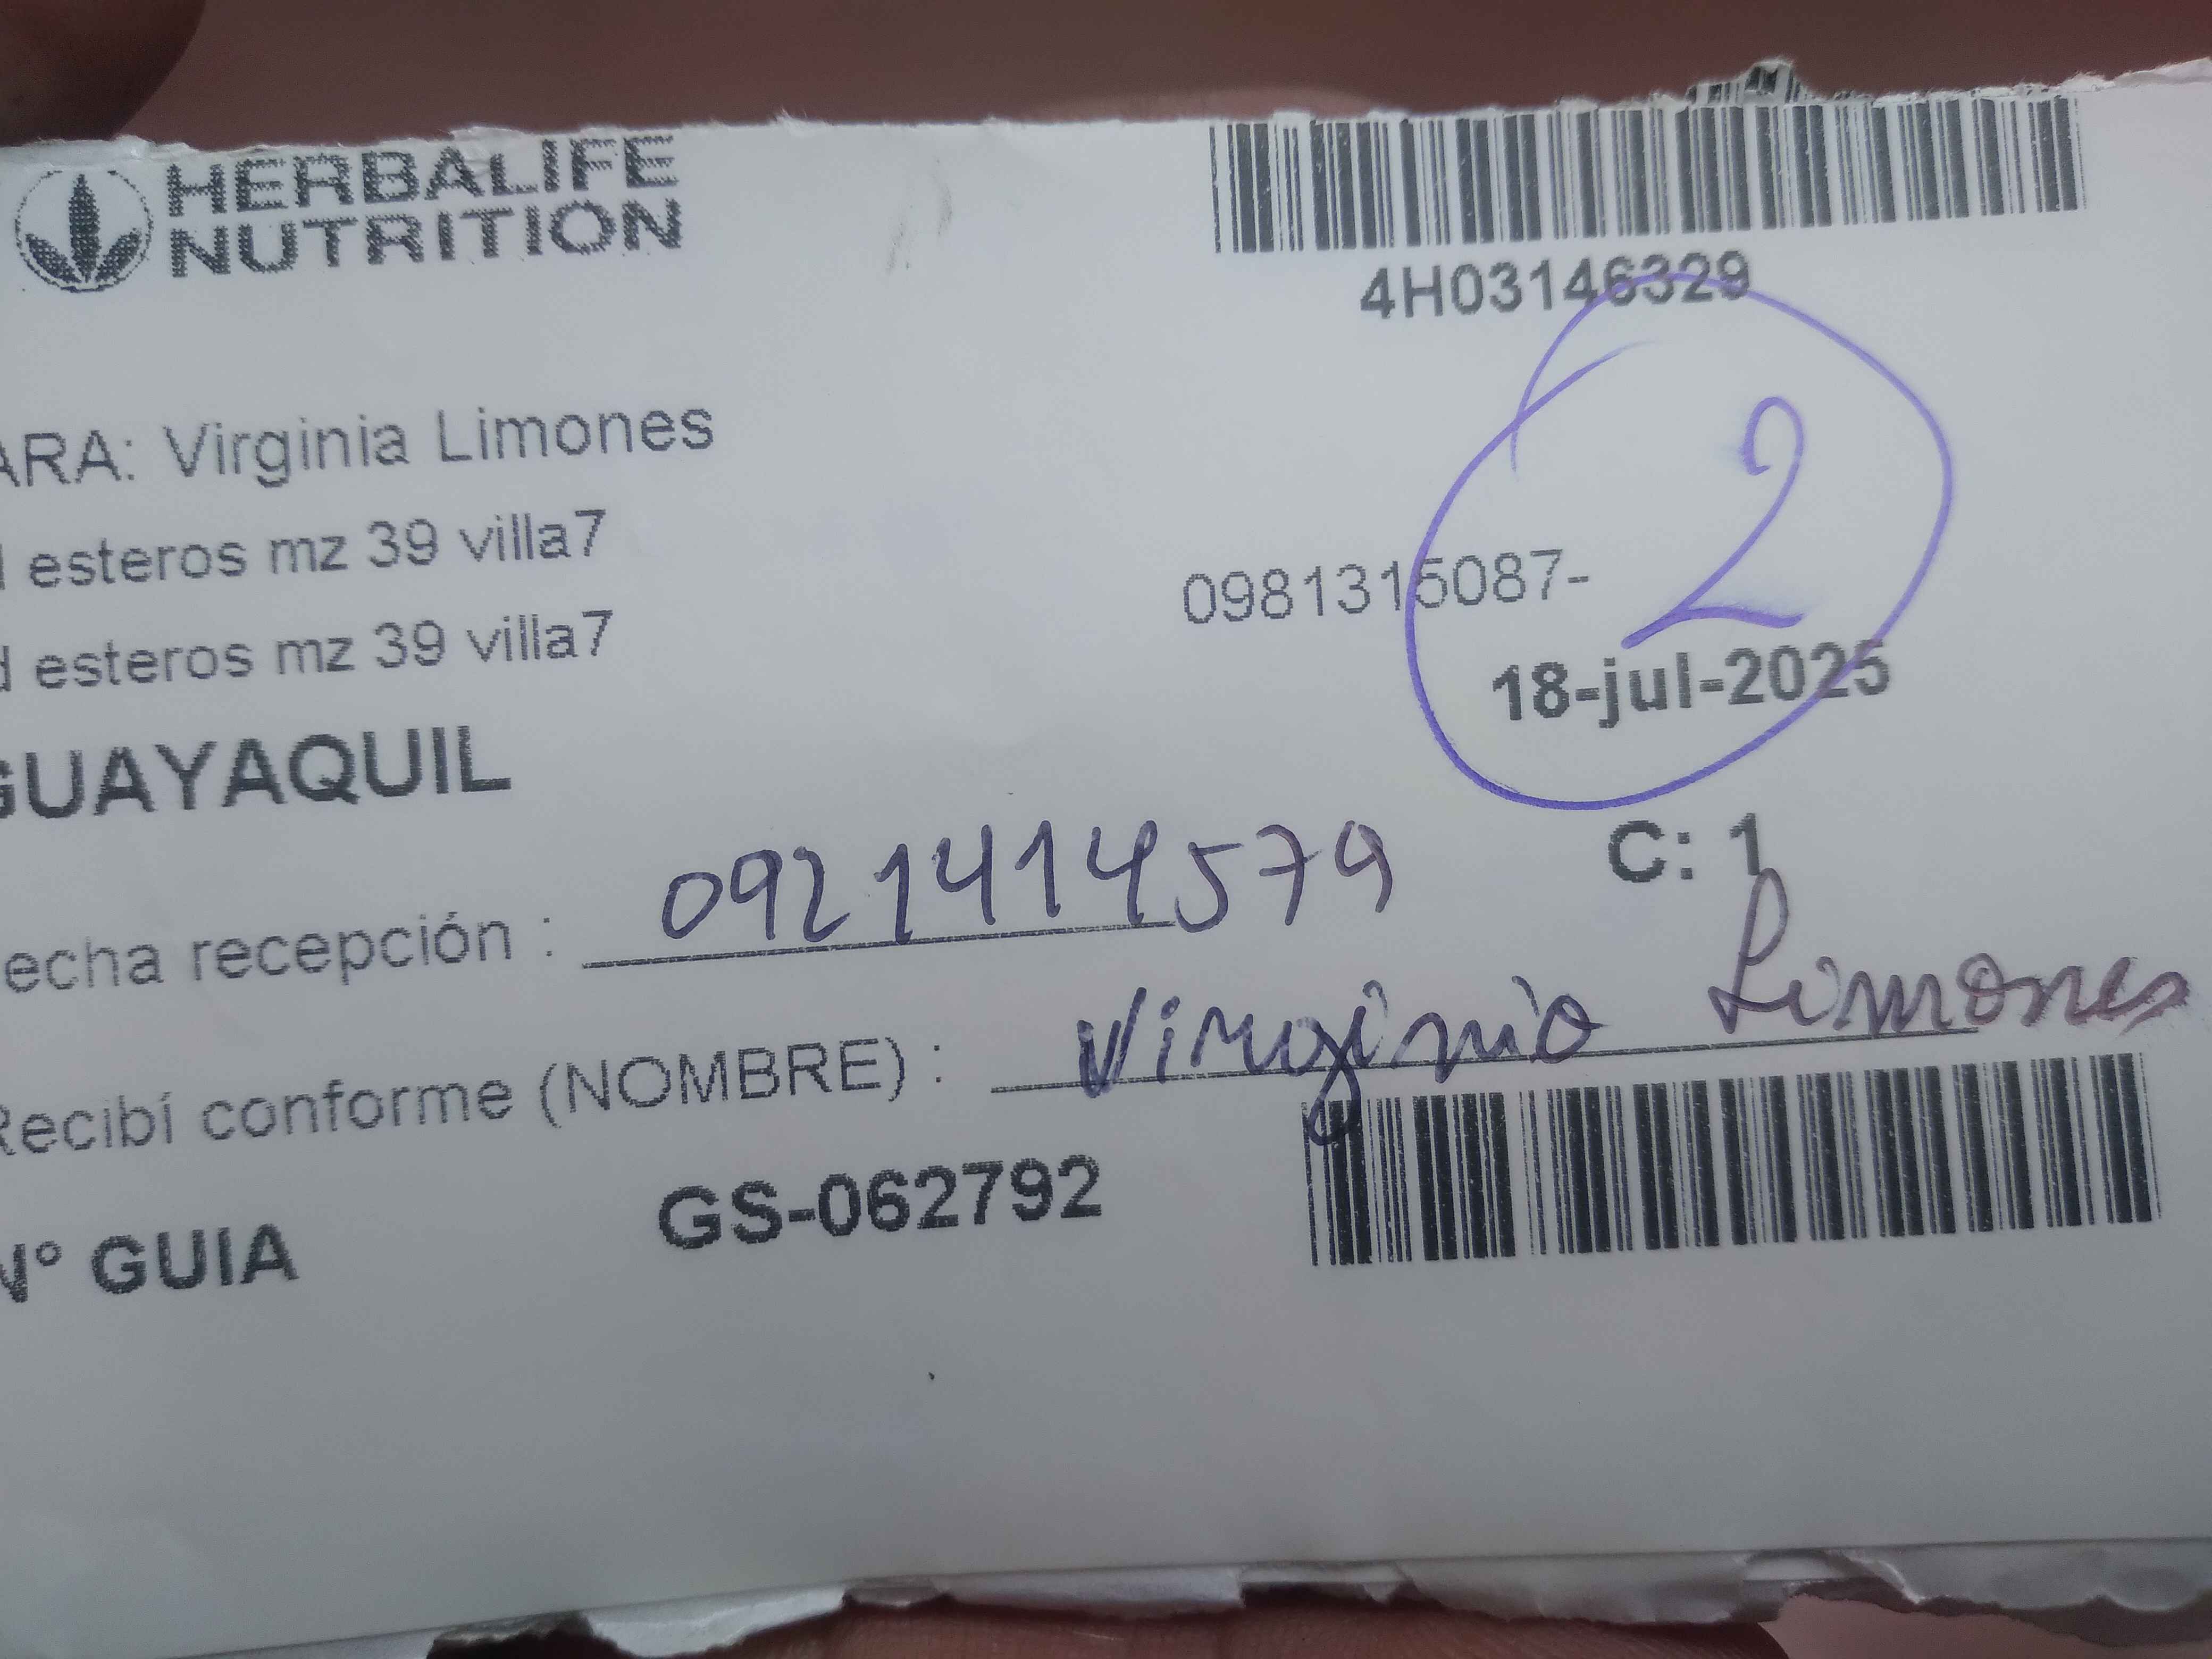 HERBALIFE
NUTRITION
4H03146329
ARA: Virginia Limones
esteros mz 39 villa7
0981315087-
2
d esteros mz 39 villa7
18-jul-2025
GUAYAQUIL
C: 1
echa recepción : 0921414579
Recibí conforme (NOMBRE) : Virginia Limones
N° GUIA GS-062792